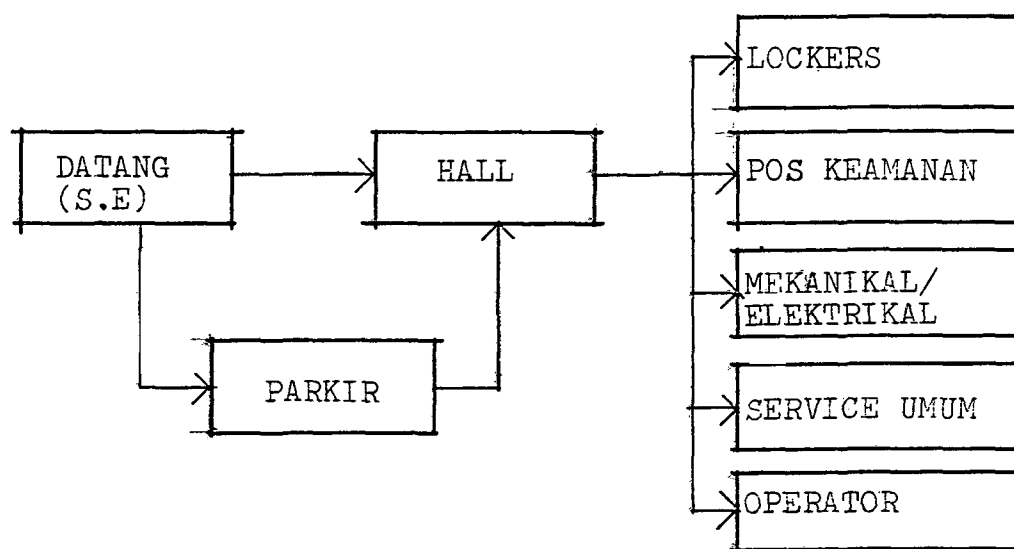 LOCKERS
DATANG
(S.E)
HALL
POS KEAMANAN
MEKANIKAL/
ELEKTRIKAL
PARKIR
SERVICE UMUM
OPERATOR